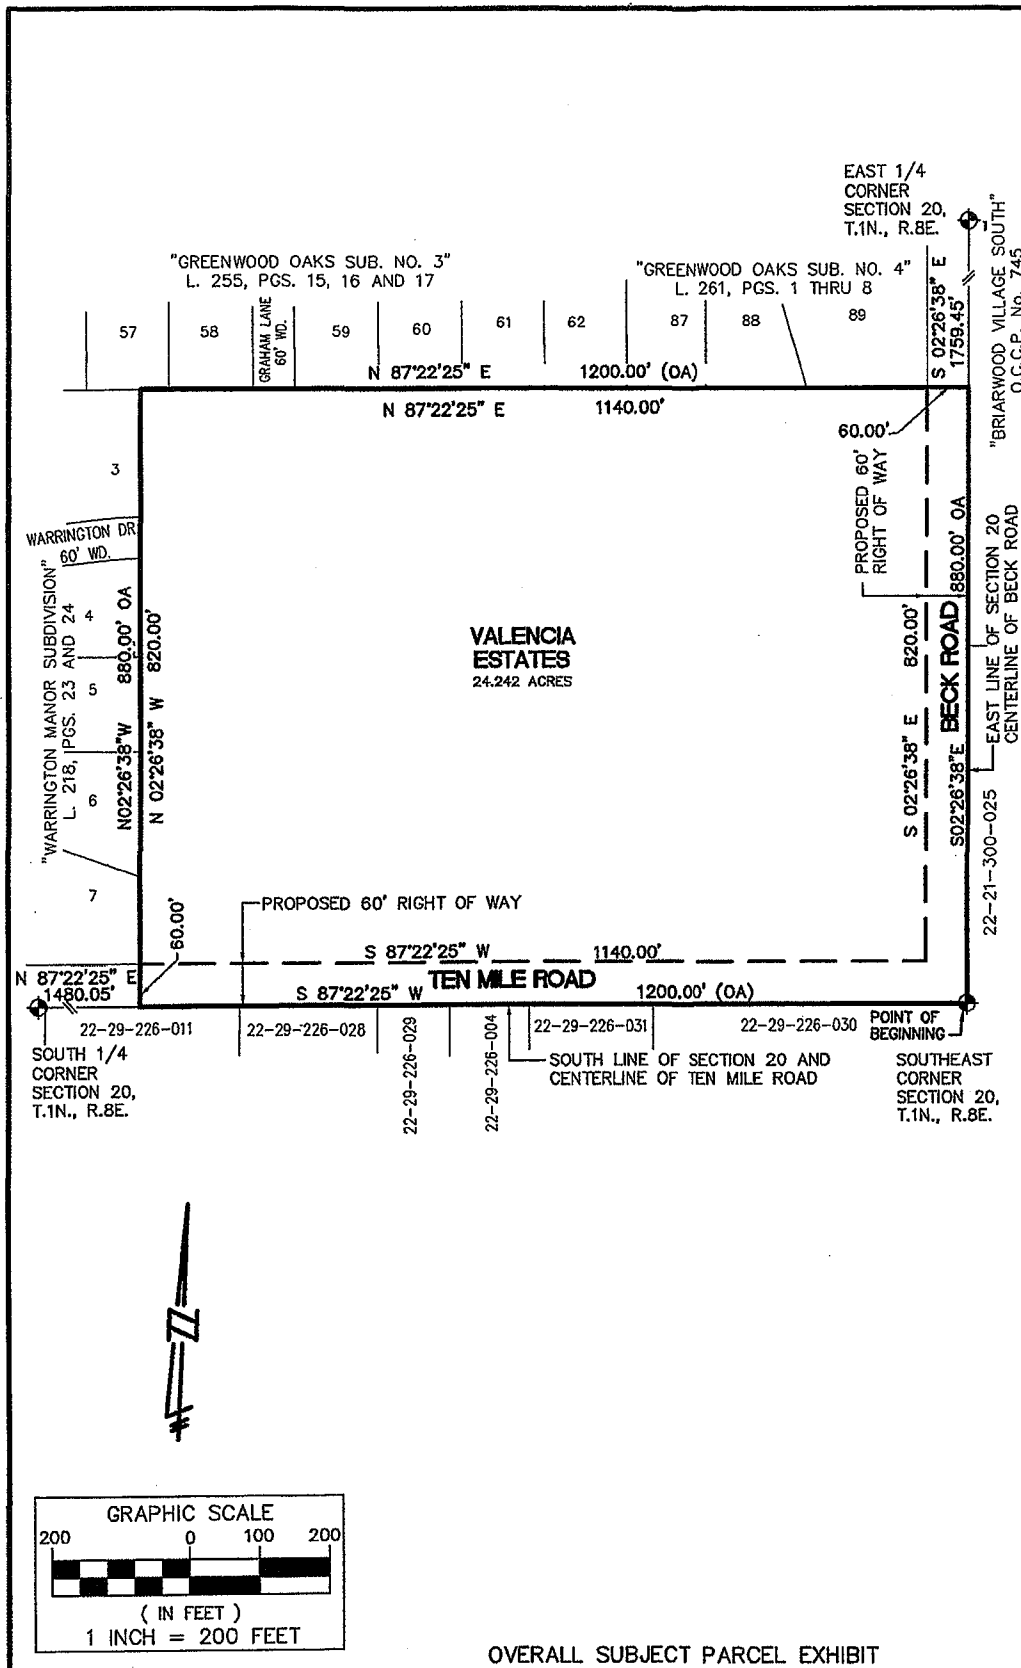 EAST 1/4
CORNER
SECTION 20,
T.1N., R.8E.
"BRIARWOOD VILLAGE SOUTH"
O.C.C.P. No. 745
"GREENWOOD OAKS SUB. NO. 3"
L. 255, PGS. 15, 16 AND 17
"GREENWOOD OAKS SUB. NO. 4"
L. 261, PGS. 1 THRU 8
S 02°26'38" E
1759.45'
57
58
GRAHAM LANE
60' WD.
59
60
61
62
87
88
89
N 87°22'25" E 1200.00' (OA)
N 87°22'25" E 1140.00'
60.00'
PROPOSED 60'
RIGHT OF WAY
3
WARRINGTON DR
60' WD.
"WARRINGTON MANOR SUBDIVISION"
L. 218, PGS. 23 AND 24
4
5
6
7
N02°26'38"W 880.00' OA
N 02°26'38" W 820.00'
VALENCIA
ESTATES
24.242 ACRES
S 02°26'38" E 820.00'
BECK ROAD
S02°26'38"E 880.00' OA
EAST LINE OF SECTION 20
CENTERLINE OF BECK ROAD
22-21-300-025
60.00'
PROPOSED 60' RIGHT OF WAY
S 87°22'25" W 1140.00'
TEN MILE ROAD
N 87°22'25" E
1480.05'
S 87°22'25" W 1200.00' (OA)
22-29-226-011
22-29-226-028
22-29-226-029
22-29-226-004
22-29-226-031
22-29-226-030
POINT OF
BEGINNING
SOUTH 1/4
CORNER
SECTION 20,
T.1N., R.8E.
SOUTH LINE OF SECTION 20 AND
CENTERLINE OF TEN MILE ROAD
SOUTHEAST
CORNER
SECTION 20,
T.1N., R.8E.
N
GRAPHIC SCALE
200 0 100 200
( IN FEET )
1 INCH = 200 FEET
OVERALL SUBJECT PARCEL EXHIBIT